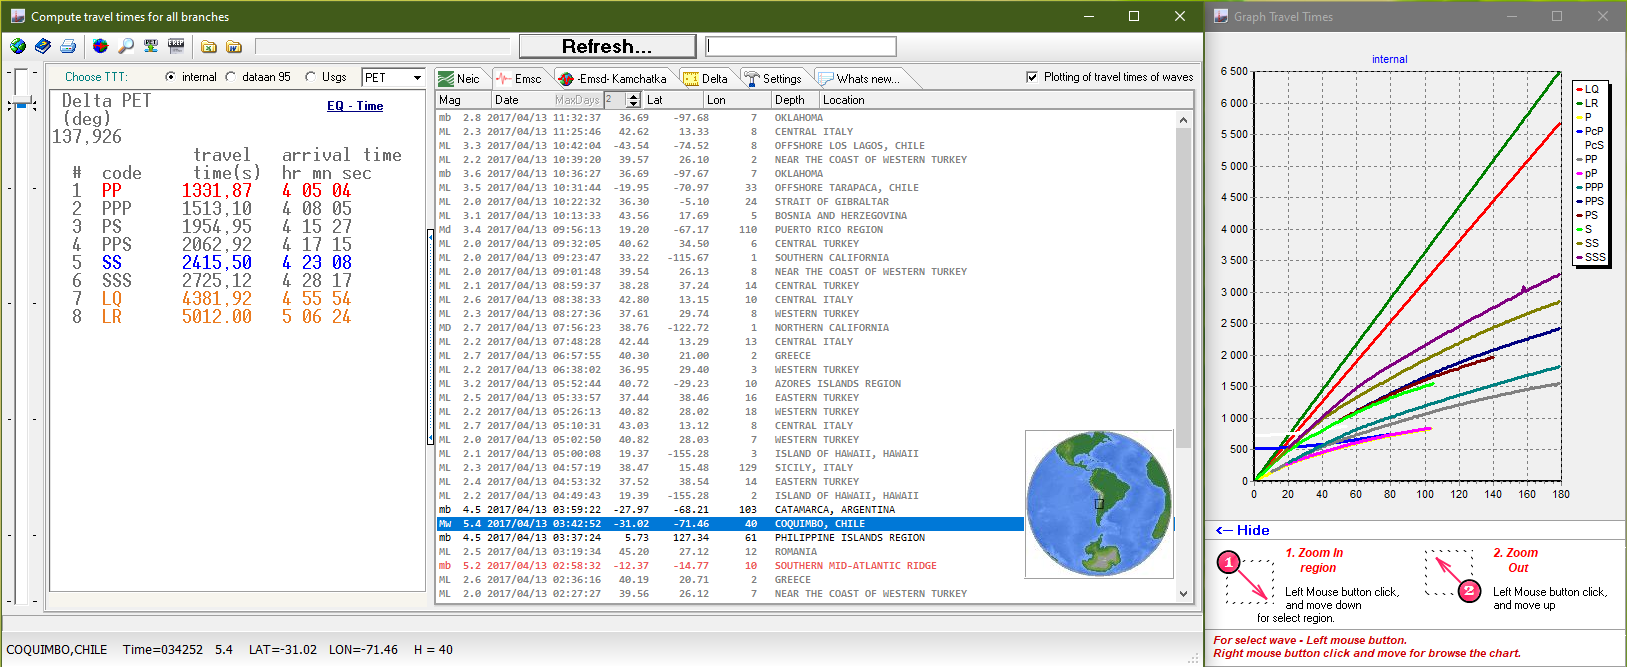 Compute travel times for all branches
Refresh...
Choose TTT: internal dataan 95 Usgs PET
Delta PET EQ - Time
(deg)
137,926
travel arrival time
# code time(s) hr mn sec
1 PP 1331,87 4 05 04
2 PPP 1513,10 4 08 05
3 PS 1954,95 4 15 27
4 PPS 2062,92 4 17 15
5 SS 2415,50 4 23 08
6 SSS 2725,12 4 28 17
7 LQ 4381,92 4 55 54
8 LR 5012.00 5 06 24
Neic Emsc -Emsd- Kamchatka Delta Settings Whats new... Plotting of travel times of waves
Mag Date MaxDays 2 Lat Lon Depth Location
mb 2.8 2017/04/13 11:32:37 36.69 -97.68 7 OKLAHOMA
ML 2.3 2017/04/13 11:25:46 42.62 13.33 8 CENTRAL ITALY
ML 3.3 2017/04/13 10:42:04 -43.54 -74.52 8 OFFSHORE LOS LAGOS, CHILE
ML 2.2 2017/04/13 10:39:20 39.57 26.10 2 NEAR THE COAST OF WESTERN TURKEY
mb 3.6 2017/04/13 10:36:27 36.69 -97.67 7 OKLAHOMA
ML 3.5 2017/04/13 10:31:44 -19.95 -70.97 33 OFFSHORE TARAPACA, CHILE
ML 2.0 2017/04/13 10:22:32 36.30 -5.10 24 STRAIT OF GIBRALTAR
ML 3.1 2017/04/13 10:13:33 43.56 17.69 5 BOSNIA AND HERZEGOVINA
Md 3.4 2017/04/13 09:56:13 19.20 -67.17 110 PUERTO RICO REGION
ML 2.0 2017/04/13 09:32:05 40.62 34.50 6 CENTRAL TURKEY
ML 2.0 2017/04/13 09:23:47 33.22 -115.67 1 SOUTHERN CALIFORNIA
ML 2.0 2017/04/13 09:01:48 39.54 26.13 8 NEAR THE COAST OF WESTERN TURKEY
ML 2.1 2017/04/13 08:59:37 38.28 37.24 14 CENTRAL TURKEY
ML 2.6 2017/04/13 08:38:33 42.80 13.15 10 CENTRAL ITALY
ML 2.3 2017/04/13 08:27:36 37.61 29.74 8 WESTERN TURKEY
MD 2.7 2017/04/13 07:56:23 38.76 -122.72 1 NORTHERN CALIFORNIA
ML 2.2 2017/04/13 07:48:28 42.44 13.29 13 CENTRAL ITALY
ML 2.7 2017/04/13 06:57:55 40.30 21.00 2 GREECE
ML 2.2 2017/04/13 06:38:02 36.95 29.40 3 WESTERN TURKEY
ML 3.2 2017/04/13 05:52:44 40.72 -29.23 10 AZORES ISLANDS REGION
ML 2.5 2017/04/13 05:33:57 37.44 38.46 16 EASTERN TURKEY
ML 2.2 2017/04/13 05:26:13 40.82 28.02 18 WESTERN TURKEY
ML 2.7 2017/04/13 05:10:31 43.03 13.12 8 CENTRAL ITALY
ML 2.0 2017/04/13 05:02:50 40.82 28.03 7 WESTERN TURKEY
ML 2.1 2017/04/13 05:00:08 19.37 -155.28 3 ISLAND OF HAWAII, HAWAII
ML 2.3 2017/04/13 04:57:19 38.47 15.48 129 SICILY, ITALY
ML 2.4 2017/04/13 04:53:32 37.52 38.54 14 EASTERN TURKEY
ML 2.2 2017/04/13 04:49:43 19.39 -155.28 2 ISLAND OF HAWAII, HAWAII
mb 4.5 2017/04/13 03:59:22 -27.97 -68.21 103 CATAMARCA, ARGENTINA
Mw 5.4 2017/04/13 03:42:52 -31.02 -71.46 40 COQUIMBO, CHILE
mb 4.5 2017/04/13 03:37:24 5.73 127.34 61 PHILIPPINE ISLANDS REGION
ML 2.5 2017/04/13 03:19:34 45.20 27.12 12 ROMANIA
mb 5.2 2017/04/13 02:58:32 -12.37 -14.77 10 SOUTHERN MID-ATLANTIC RIDGE
ML 2.6 2017/04/13 02:36:16 40.19 20.71 2 GREECE
ML 2.0 2017/04/13 02:27:27 39.56 26.12 7 NEAR THE COAST OF WESTERN TURKEY
COQUIMBO,CHILE Time=034252 5.4 LAT=-31.02 LON=-71.46 H = 40
Graph Travel Times
internal
6 500
6 000
5 500
5 000
4 500
4 000
3 500
3 000
2 500
2 000
1 500
1 000
500
0
0 20 40 60 80 100 120 140 160 180
LQ
LR
P
PcP
PcS
PP
pP
PPP
PPS
PS
S
SS
SSS
<-- Hide
1
1. Zoom In
region
Left Mouse button click,
and move down
for select region.
2
2. Zoom
Out
Left Mouse button click,
and move up
For select wave - Left mouse button.
Right mouse button click and move for browse the chart.